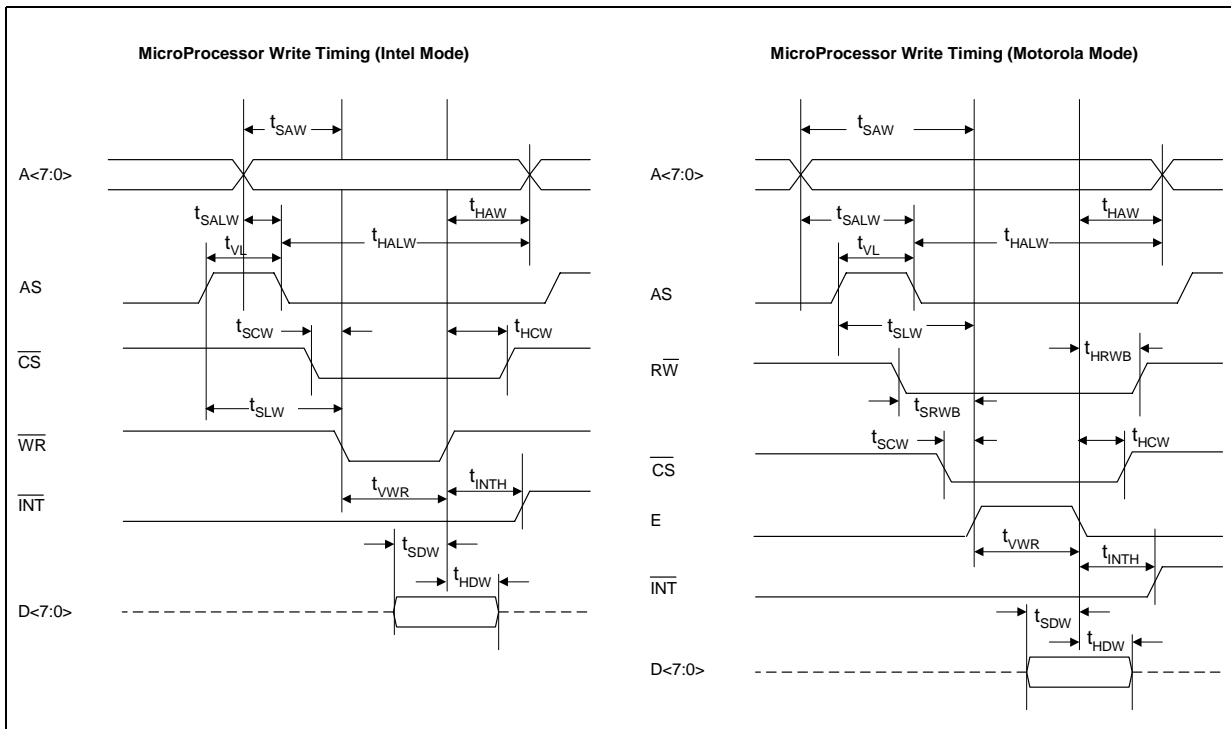 MicroProcessor Write Timing (Intel Mode)
tSAW
A<7:0>
tSALW
tHAW
tVL
tHALW
AS
tSCW
tHCW
CS
tSLW
WR
tVWR
tINTH
INT
tSDW
tHDW
D<7:0>
MicroProcessor Write Timing (Motorola Mode)
tSAW
A<7:0>
tSALW
tHAW
tVL
tHALW
AS
tSLW
tHRWB
RW
tSRWB
tSCW
tHCW
CS
E
tVWR
tINTH
INT
tSDW
tHDW
D<7:0>